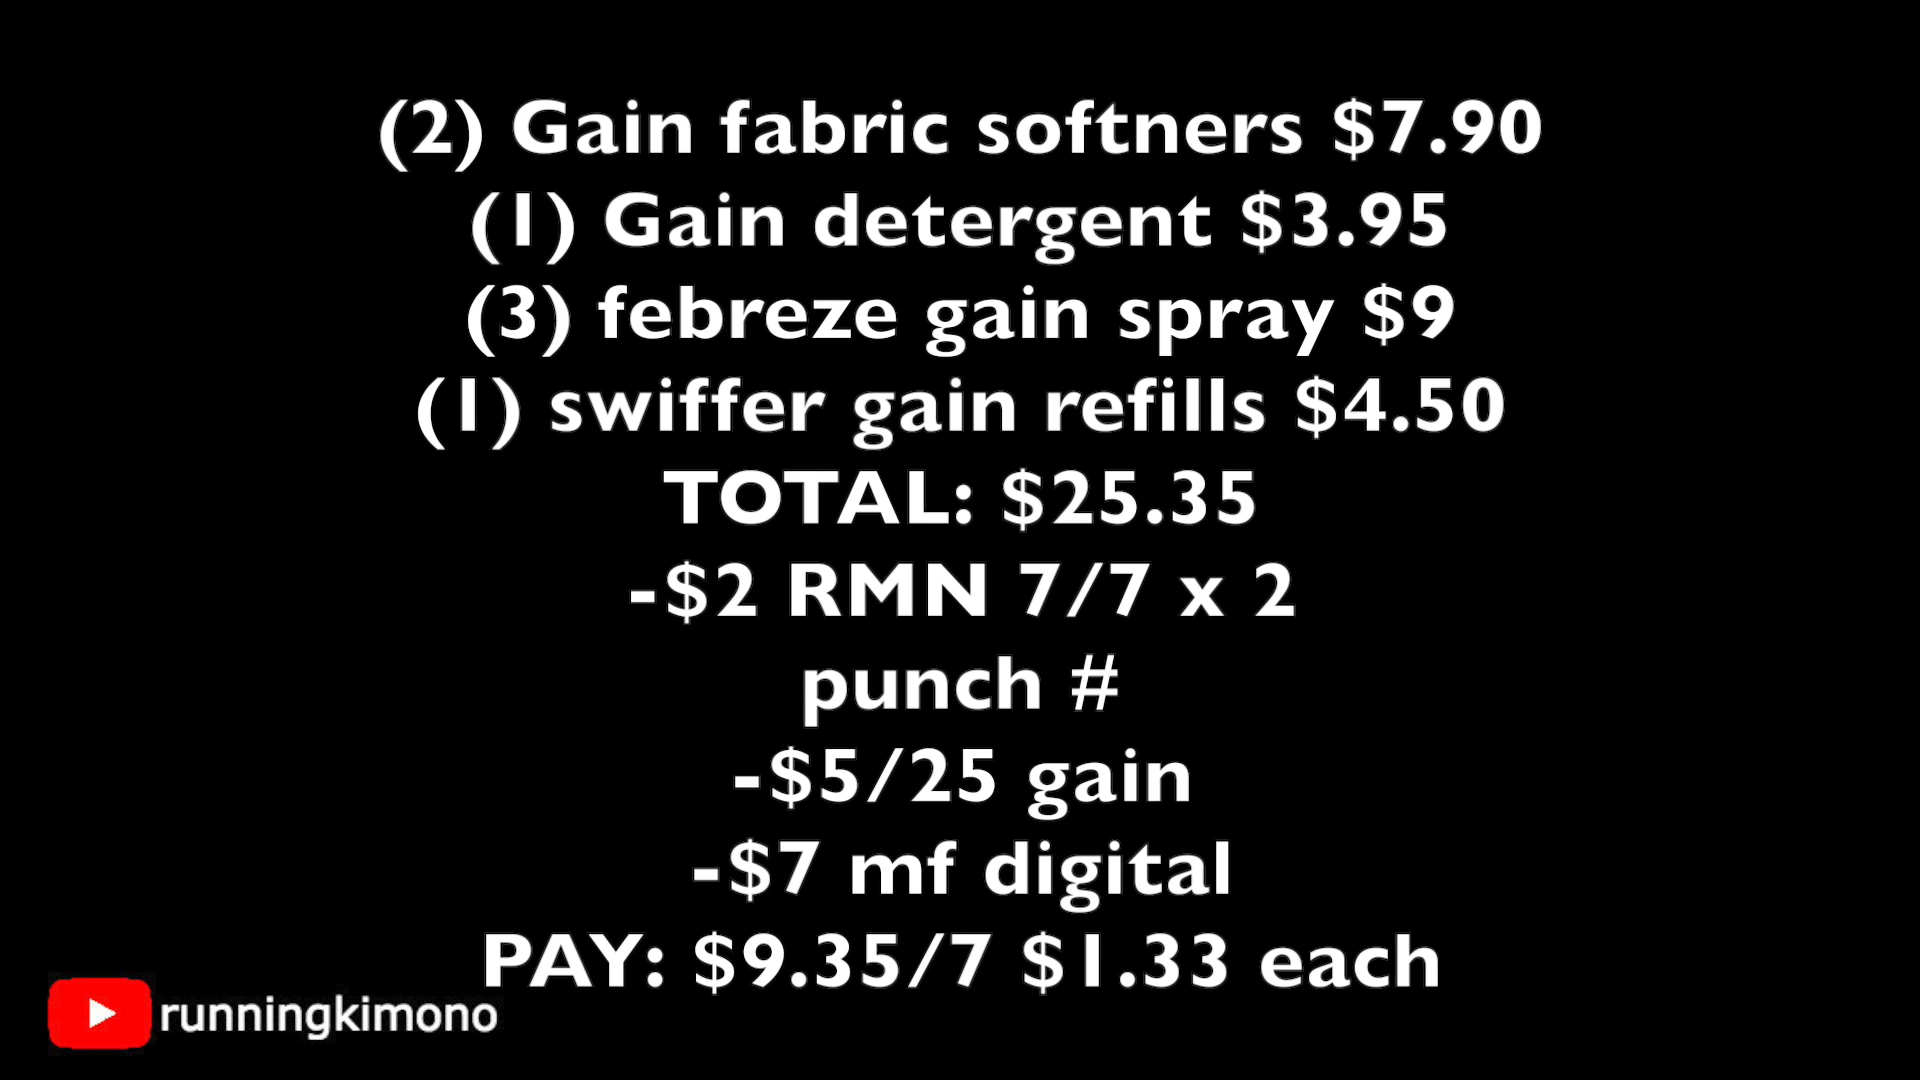 (2) Gain fabric softners $7.90
(1) Gain detergent $3.95
(3) febreze gain spray $9
(1) swiffer gain refills $4.50
TOTAL: $25.35
-$2 RMN 7/7 x 2
punch #
-$5/25 gain
-$7 mf digital
PAY: $9.35/7 $1.33 each
runningkimono